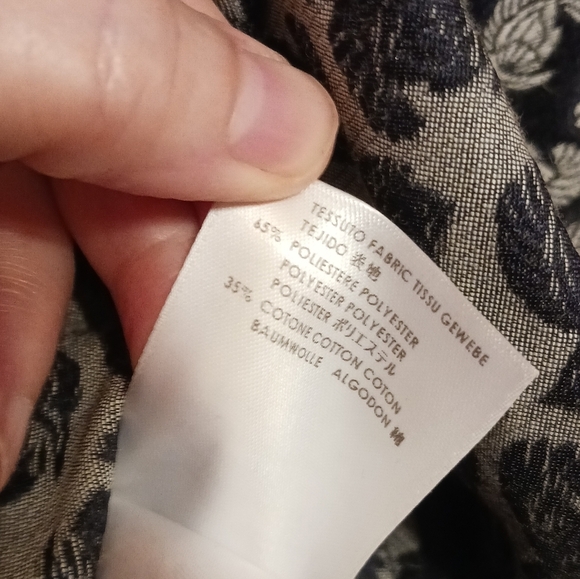 TESSUTO FABRIC TISSU GEWEBE
TEJIDO 表地
65% POLIESTERE POLYESTER
POLYESTER POLYESTER
POLIESTER ポリエステル
35% COTONE COTTON COTON
BAUMWOLLE ALGODON 綿